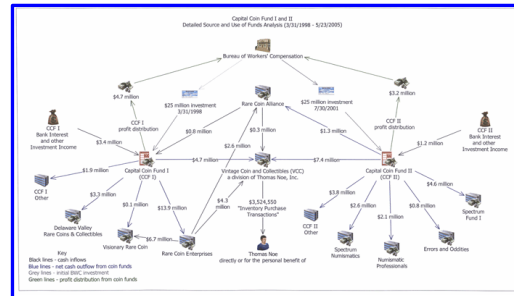 Capital Coin Fund I and II
Detailed Source and Use of Funds Analysis (3/31/1998 - 5/23/2005)
Bureau of Workers' Compensation
$4.7 million
$25 million investment
3/31/1998
Rare Coin Alliance
$25 million investment
7/30/2001
$3.2 million
CCF I
Bank Interest
and other
Investment Income
CCF I
profit distribution
$0.8 million
$2.6 million
$0.3 million
$1.3 million
CCF II
profit distribution
CCF II
Bank Interest
and other
Investment Income
$3.4 million
$1.2 million
$1.9 million
Capital Coin Fund I
(CCF I)
$4.7 million
Vintage Coin and Collectibles (VCC)
a division of Thomas Noe, Inc.
$7.4 million
Capital Coin Fund II
(CCF II)
$4.6 million
CCF I
Other
$3.3 million
$0.1 million
$13.9 million
$4.3
million
$3,524,550
"Inventory Purchase
Transactions"
$3.8 million
$2.6 million
$2.1 million
$0.8 million
Spectrum
Fund I
Delaware Valley
Rare Coins & Collectibles
Visionary Rare Coin
$6.7 million
Rare Coin Enterprises
Thomas Noe
directly or for the personal benefit of
CCF II
Other
Spectrum
Numismatics
Numismatic
Professionals
Errors and Oddities
Key
Black lines - cash inflows
Blue lines - net cash outflow from coin funds
Grey lines - initial BWC investment
Green lines - profit distribution from coin funds